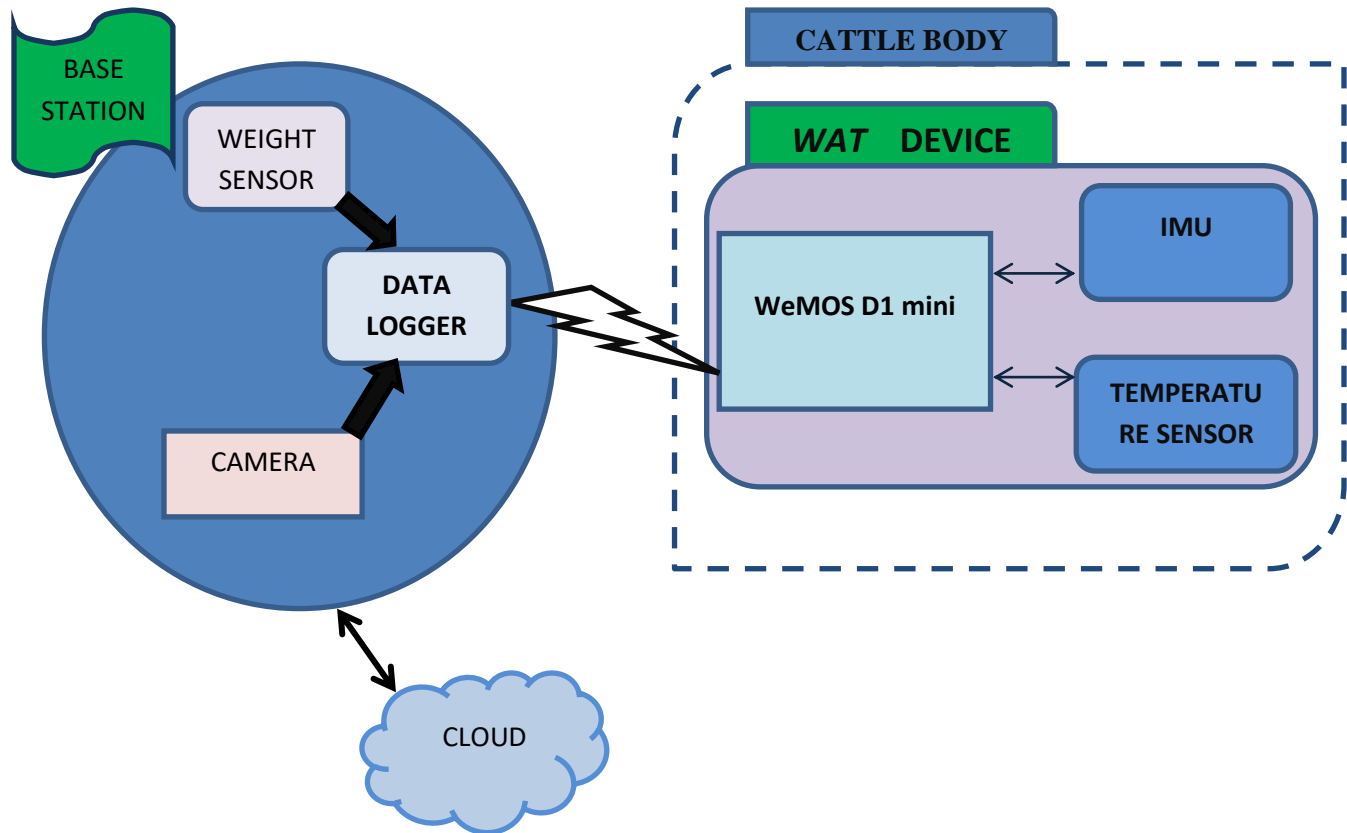 BASE
STATION
WEIGHT
SENSOR
DATA
LOGGER
CAMERA
CLOUD
CATTLE BODY
WAT DEVICE
WeMOS D1 mini
IMU
TEMPERATU
RE SENSOR